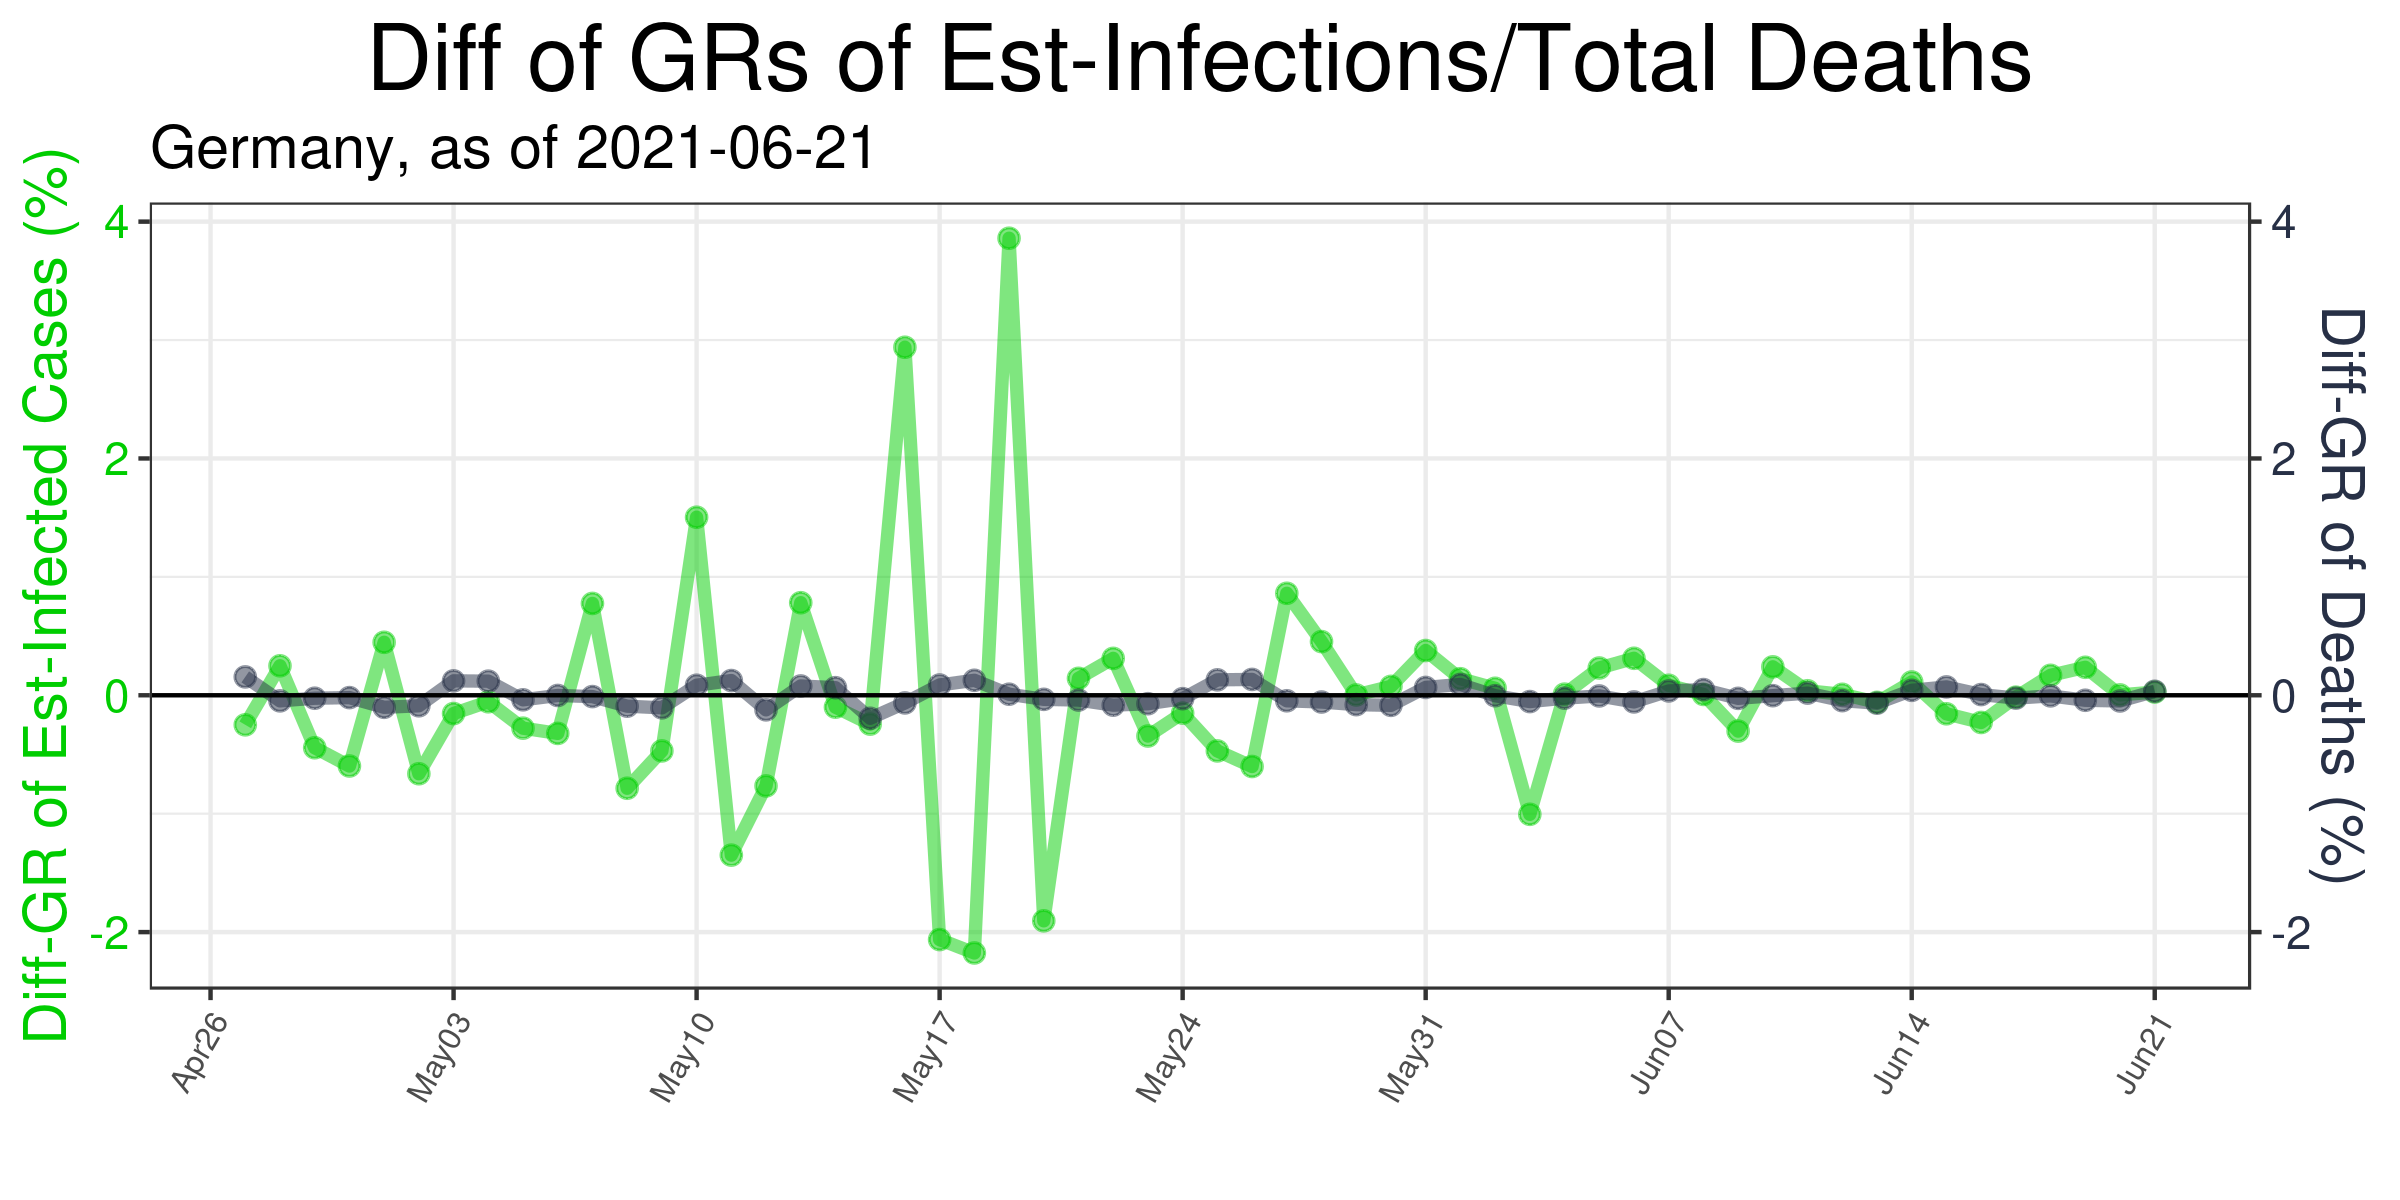 Diff of GRs of Est-Infections/Total Deaths
Germany, as of 2021-06-21
Diff-GR of Est-Infected Cases (%)
4
2
0
-2
4
2
0
-2
Diff-GR of Deaths (%)
Apr26
May03
May10
May17
May24
May31
Jun07
Jun14
Jun21